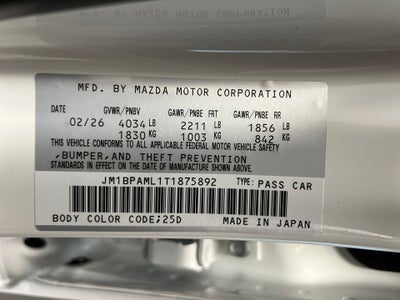 MFD. BY MAZDA MOTOR CORPORATION
DATE GVWR/PNBV GAWR/PNBE FRT GAWR/PNBE RR
02/26 4034 LB 2211 LB 1856 LB
1830 KG 1003 KG 842 KG
THIS VEHICLE CONFORMS TO ALL APPLICABLE FEDERAL MOTOR VEHICLE SAFETY
,BUMPER,AND THEFT PREVENTION
STANDARDS IN EFFECT ON THE DATE OF MANUFACTURE SHOWN ABOVE.
JM1BPAML1T1875892 TYPE:PASS CAR
BODY COLOR CODE;25D MADE IN JAPAN